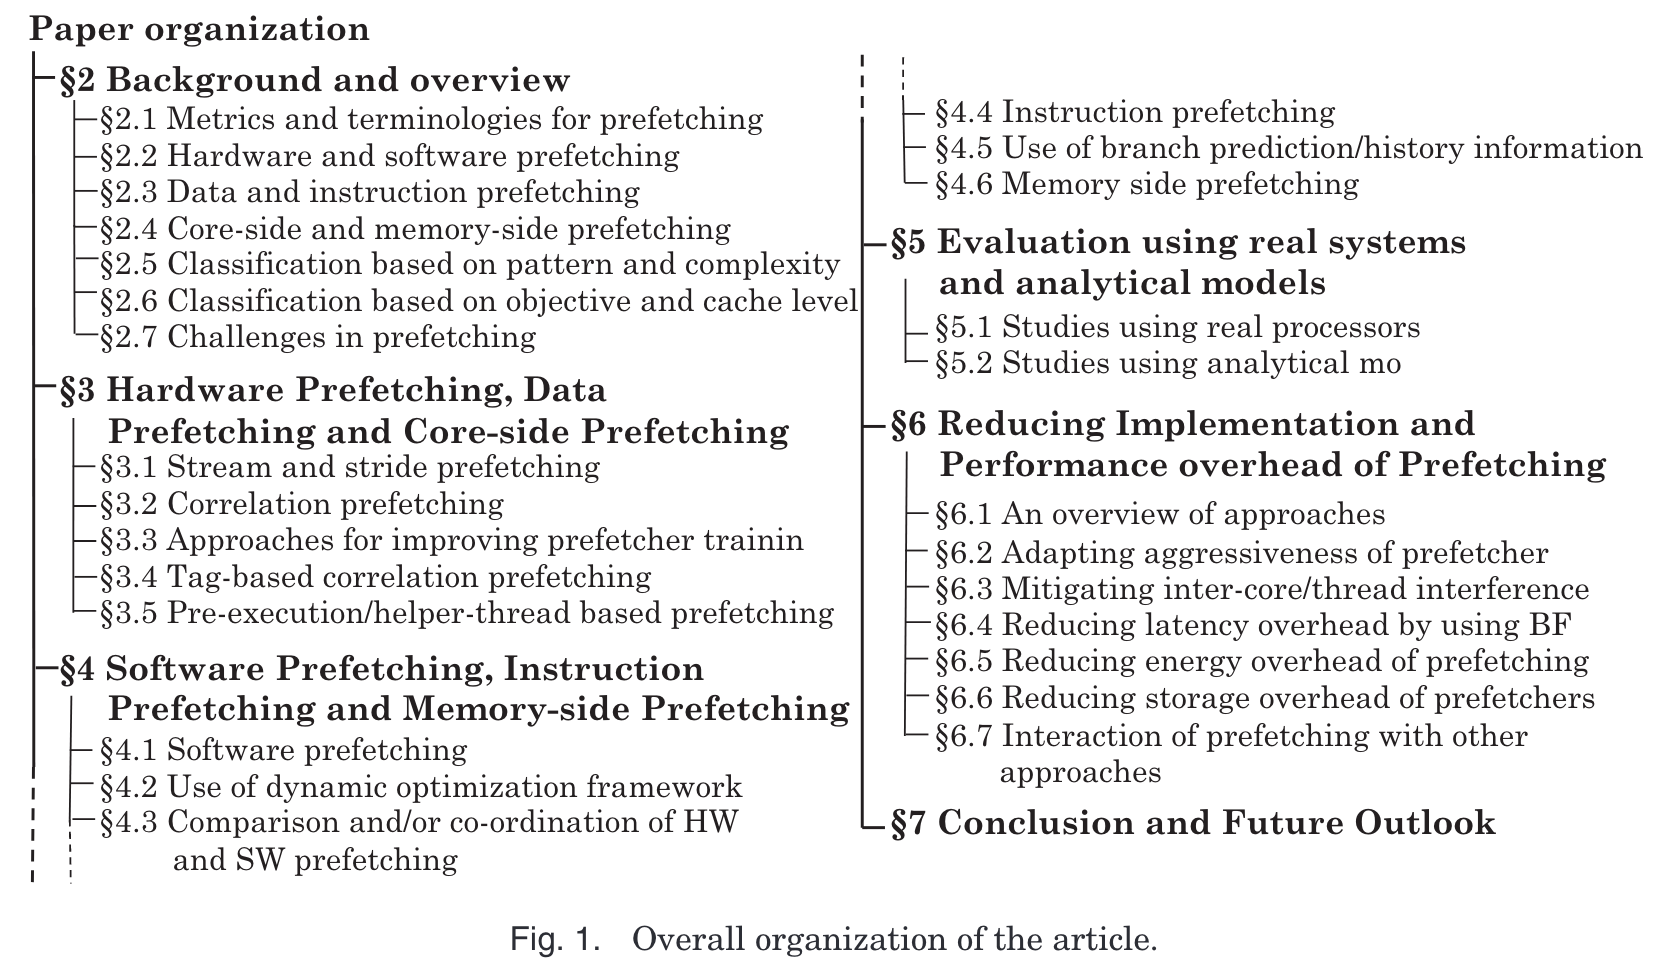 Paper organization
§2 Background and overview
§2.1 Metrics and terminologies for prefetching
§2.2 Hardware and software prefetching
§2.3 Data and instruction prefetching
§2.4 Core-side and memory-side prefetching
§2.5 Classification based on pattern and complexity
§2.6 Classification based on objective and cache level
§2.7 Challenges in prefetching
§3 Hardware Prefetching, Data
Prefetching and Core-side Prefetching
§3.1 Stream and stride prefetching
§3.2 Correlation prefetching
§3.3 Approaches for improving prefetcher trainin
§3.4 Tag-based correlation prefetching
§3.5 Pre-execution/helper-thread based prefetching
§4 Software Prefetching, Instruction
Prefetching and Memory-side Prefetching
§4.1 Software prefetching
§4.2 Use of dynamic optimization framework
§4.3 Comparison and/or co-ordination of HW
and SW prefetching
§4.4 Instruction prefetching
§4.5 Use of branch prediction/history information
§4.6 Memory side prefetching
§5 Evaluation using real systems
and analytical models
§5.1 Studies using real processors
§5.2 Studies using analytical mo
§6 Reducing Implementation and
Performance overhead of Prefetching
§6.1 An overview of approaches
§6.2 Adapting aggressiveness of prefetcher
§6.3 Mitigating inter-core/thread interference
§6.4 Reducing latency overhead by using BF
§6.5 Reducing energy overhead of prefetching
§6.6 Reducing storage overhead of prefetchers
§6.7 Interaction of prefetching with other
approaches
§7 Conclusion and Future Outlook
Fig. 1. Overall organization of the article.